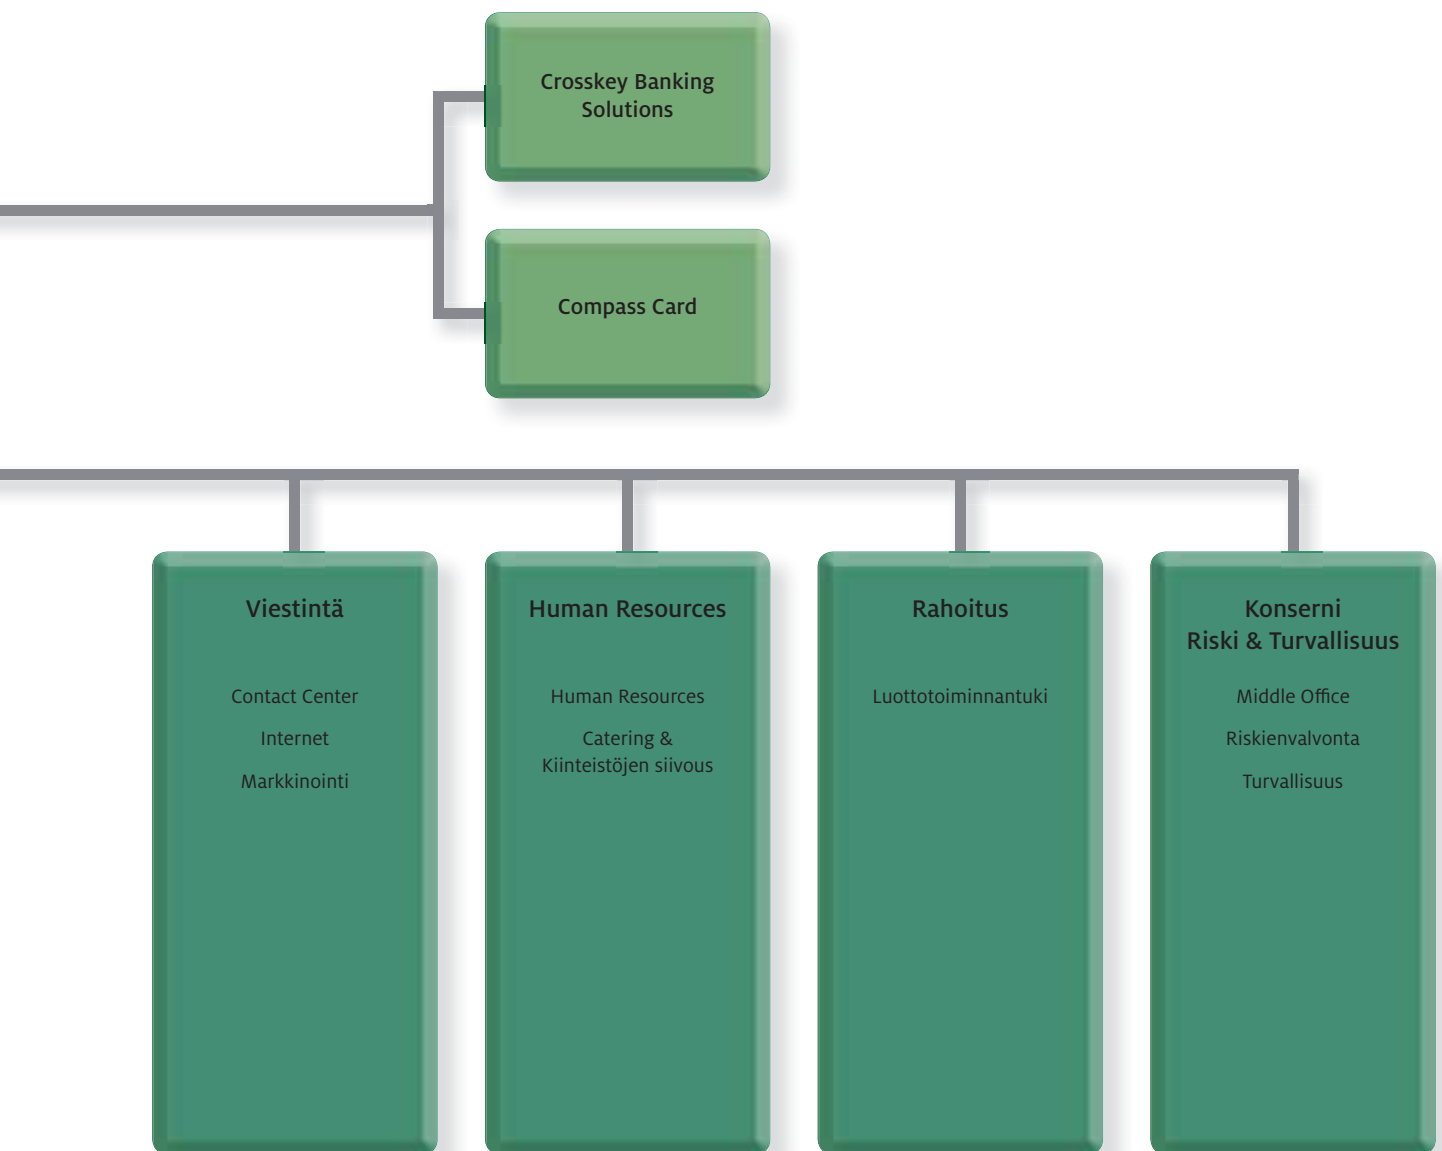 Crosskey Banking
Solutions
Compass Card
Viestintä
Contact Center
Internet
Markkinointi
Human Resources
Human Resources
Catering &
Kiinteistöjen siivous
Rahoitus
Luottotoiminnantuki
Konserni
Riski & Turvallisuus
Middle Office
Riskienvalvonta
Turvallisuus